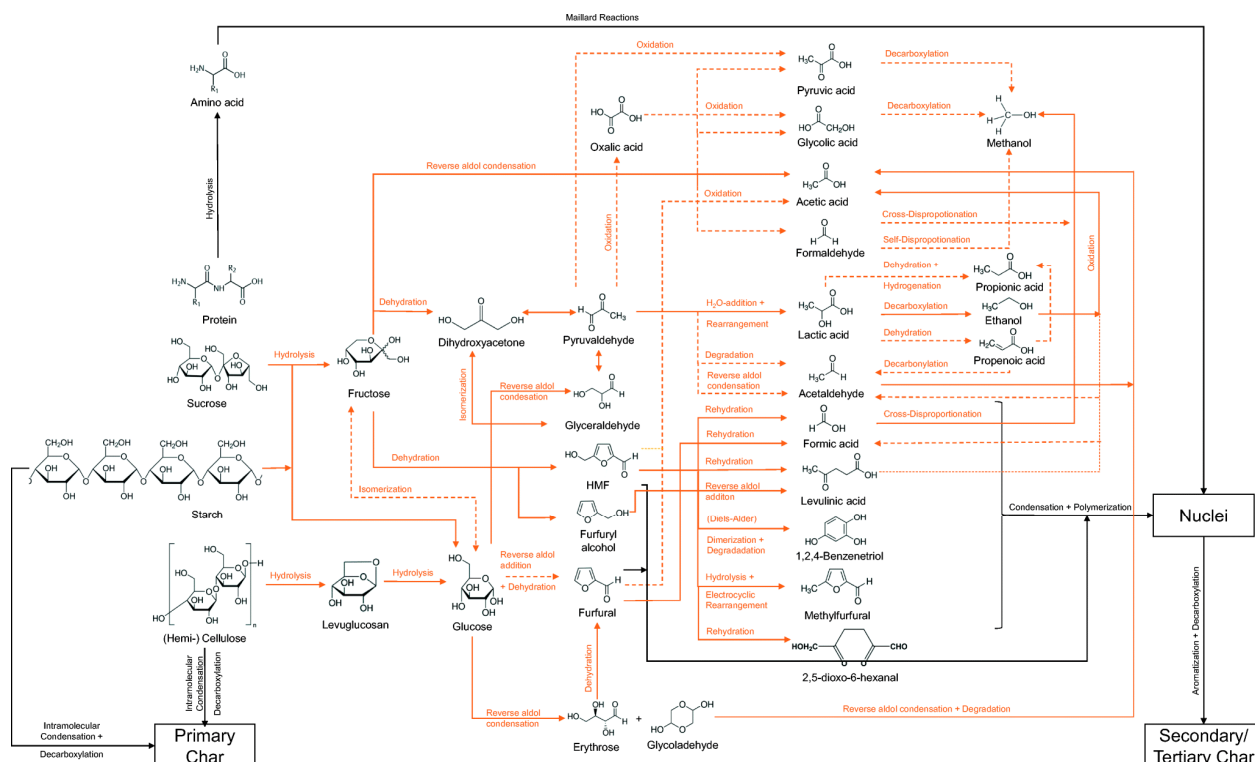 Maillard Reactions
Amino acid
Hydrolysis
Protein
Sucrose
Hydrolysis
Starch
(Hemi-) Cellulose
Hydrolysis
Levuglucosan
Hydrolysis
Intramolecular
Condensation
Decarboxylation
Intramolecular
Condensation +
Decarboxylation
Primary
Char
Fructose
Isomerization
Glucose
Dehydration
Dehydration
Reverse aldol condensation
Dihydroxyacetone
Isomerization
Reverse aldol
condesation
Glyceraldehyde
Pyruvaldehyde
Oxidation
Oxalic acid
Oxidation
Oxidation
Oxidation
HMF
Furfuryl
alcohol
Reverse aldol
addition
+ Dehydration
Furfural
Dehydration
Reverse aldol
condensation
Erythrose
+
Glycoladehyde
Reverse aldol condensation + Degradation
Pyruvic acid
Decarboxylation
Glycolic acid
Decarboxylation
Methanol
Acetic acid
Cross-Dispropotionation
Formaldehyde
Self-Dispropotionation
H₂O-addition +
Rearrangement
Lactic acid
Dehydration +
Hydrogenation
Propionic acid
Decarboxylation
Ethanol
Dehydration
Propenoic acid
Oxidation
Degradation
Reverse aldol
condensation
Decarbonylation
Acetaldehyde
Rehydration
Cross-Disproportionation
Formic acid
Rehydration
Rehydration
Levulinic acid
Reverse aldol
additon
(Diels-Alder)
Dimerization +
Degradadation
1,2,4-Benzenetriol
Hydrolysis +
Electrocyclic
Rearrangement
Methylfurfural
Rehydration
HOH₂C
CHO
2,5-dioxo-6-hexanal
Condensation + Polymerization
Nuclei
Aromatization + Decarboxylation
Secondary/
Tertiary Char